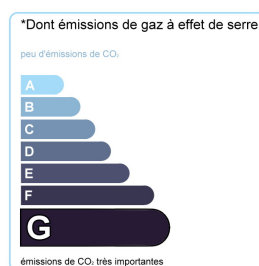 *Dont émissions de gaz à effet de serre
peu d'émissions de CO₂
A
B
C
D
E
F
G
émissions de CO₂ très importantes